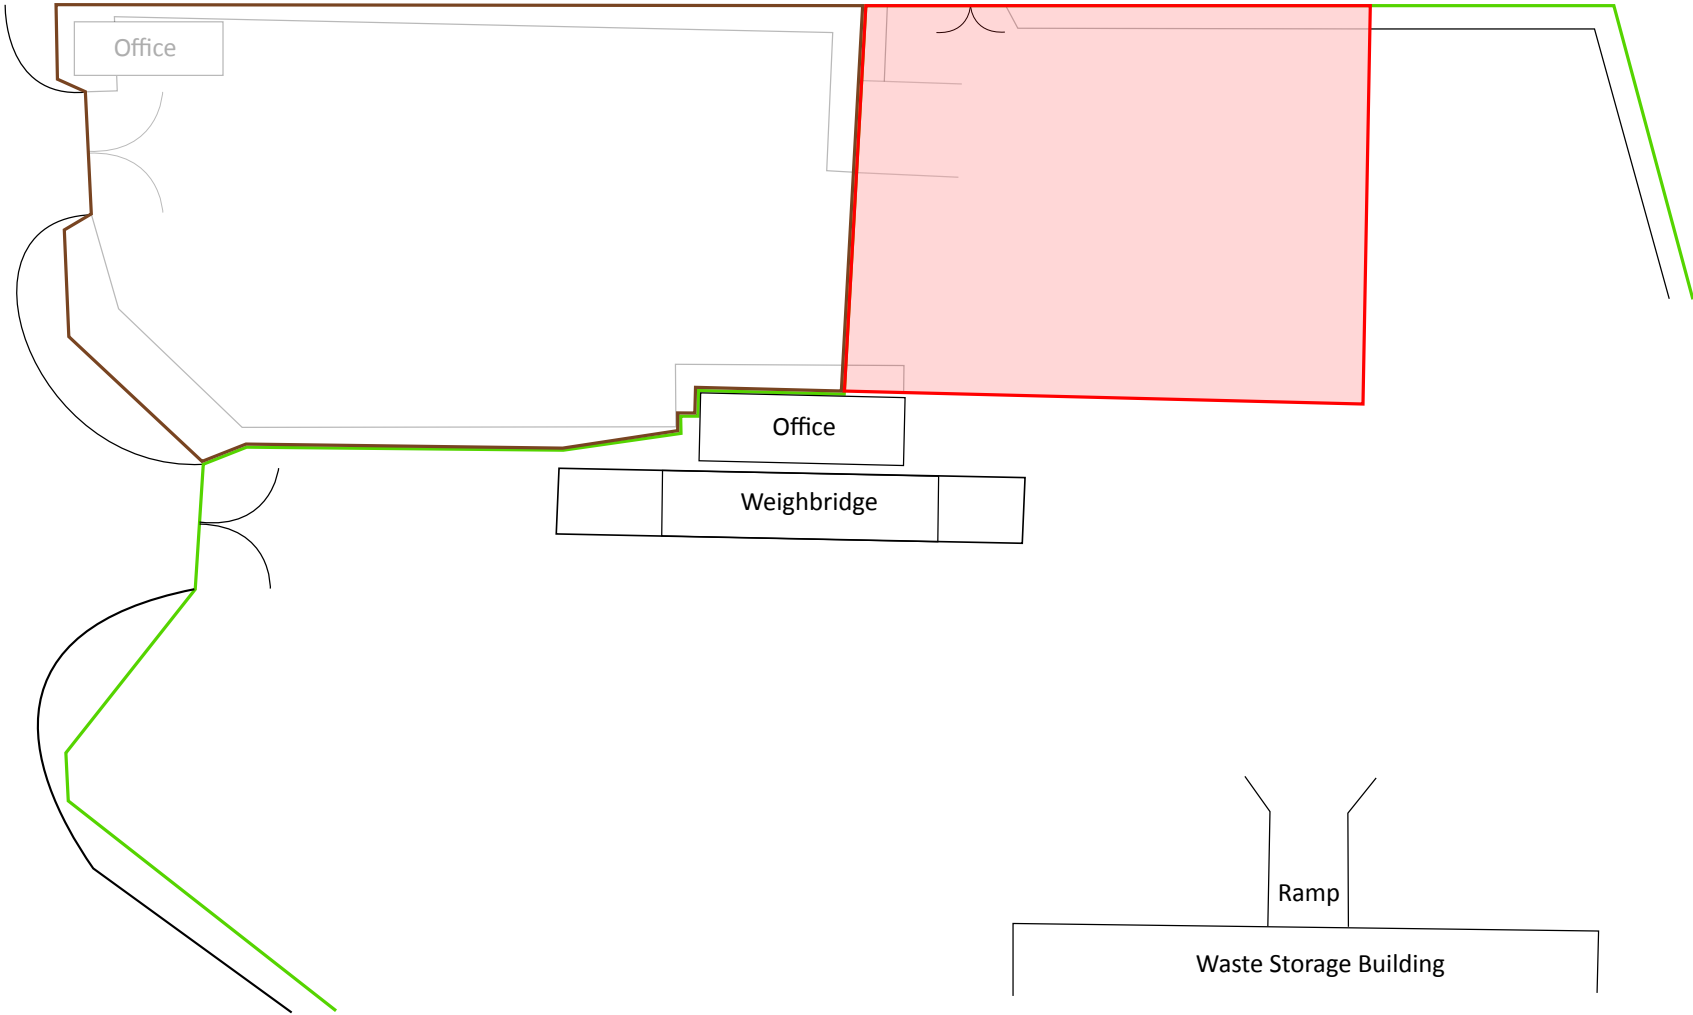 Office
Office
Weighbridge
Ramp
Waste Storage Building